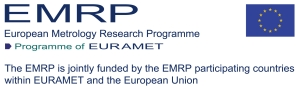 EMRP
European Metrology Research Programme
Programme of EURAMET
The EMRP is jointly funded by the EMRP participating countries
within EURAMET and the European Union